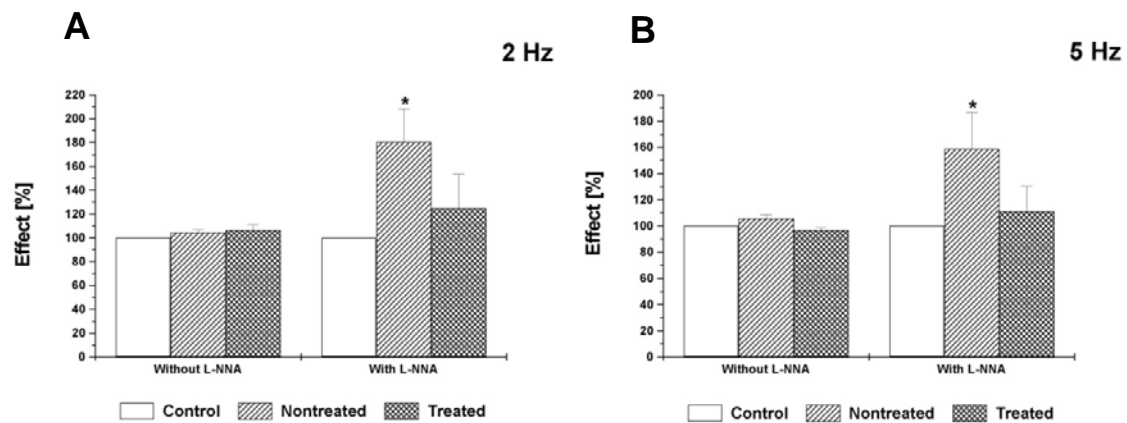 A
2 Hz
Effect [%]
220
200
180
160
140
120
100
80
60
40
20
0
*
Without L-NNA
With L-NNA
Control
Nontreated
Treated
B
5 Hz
Effect [%]
200
180
160
140
120
100
80
60
40
20
0
*
Without L-NNA
With L-NNA
Control
Nontreated
Treated